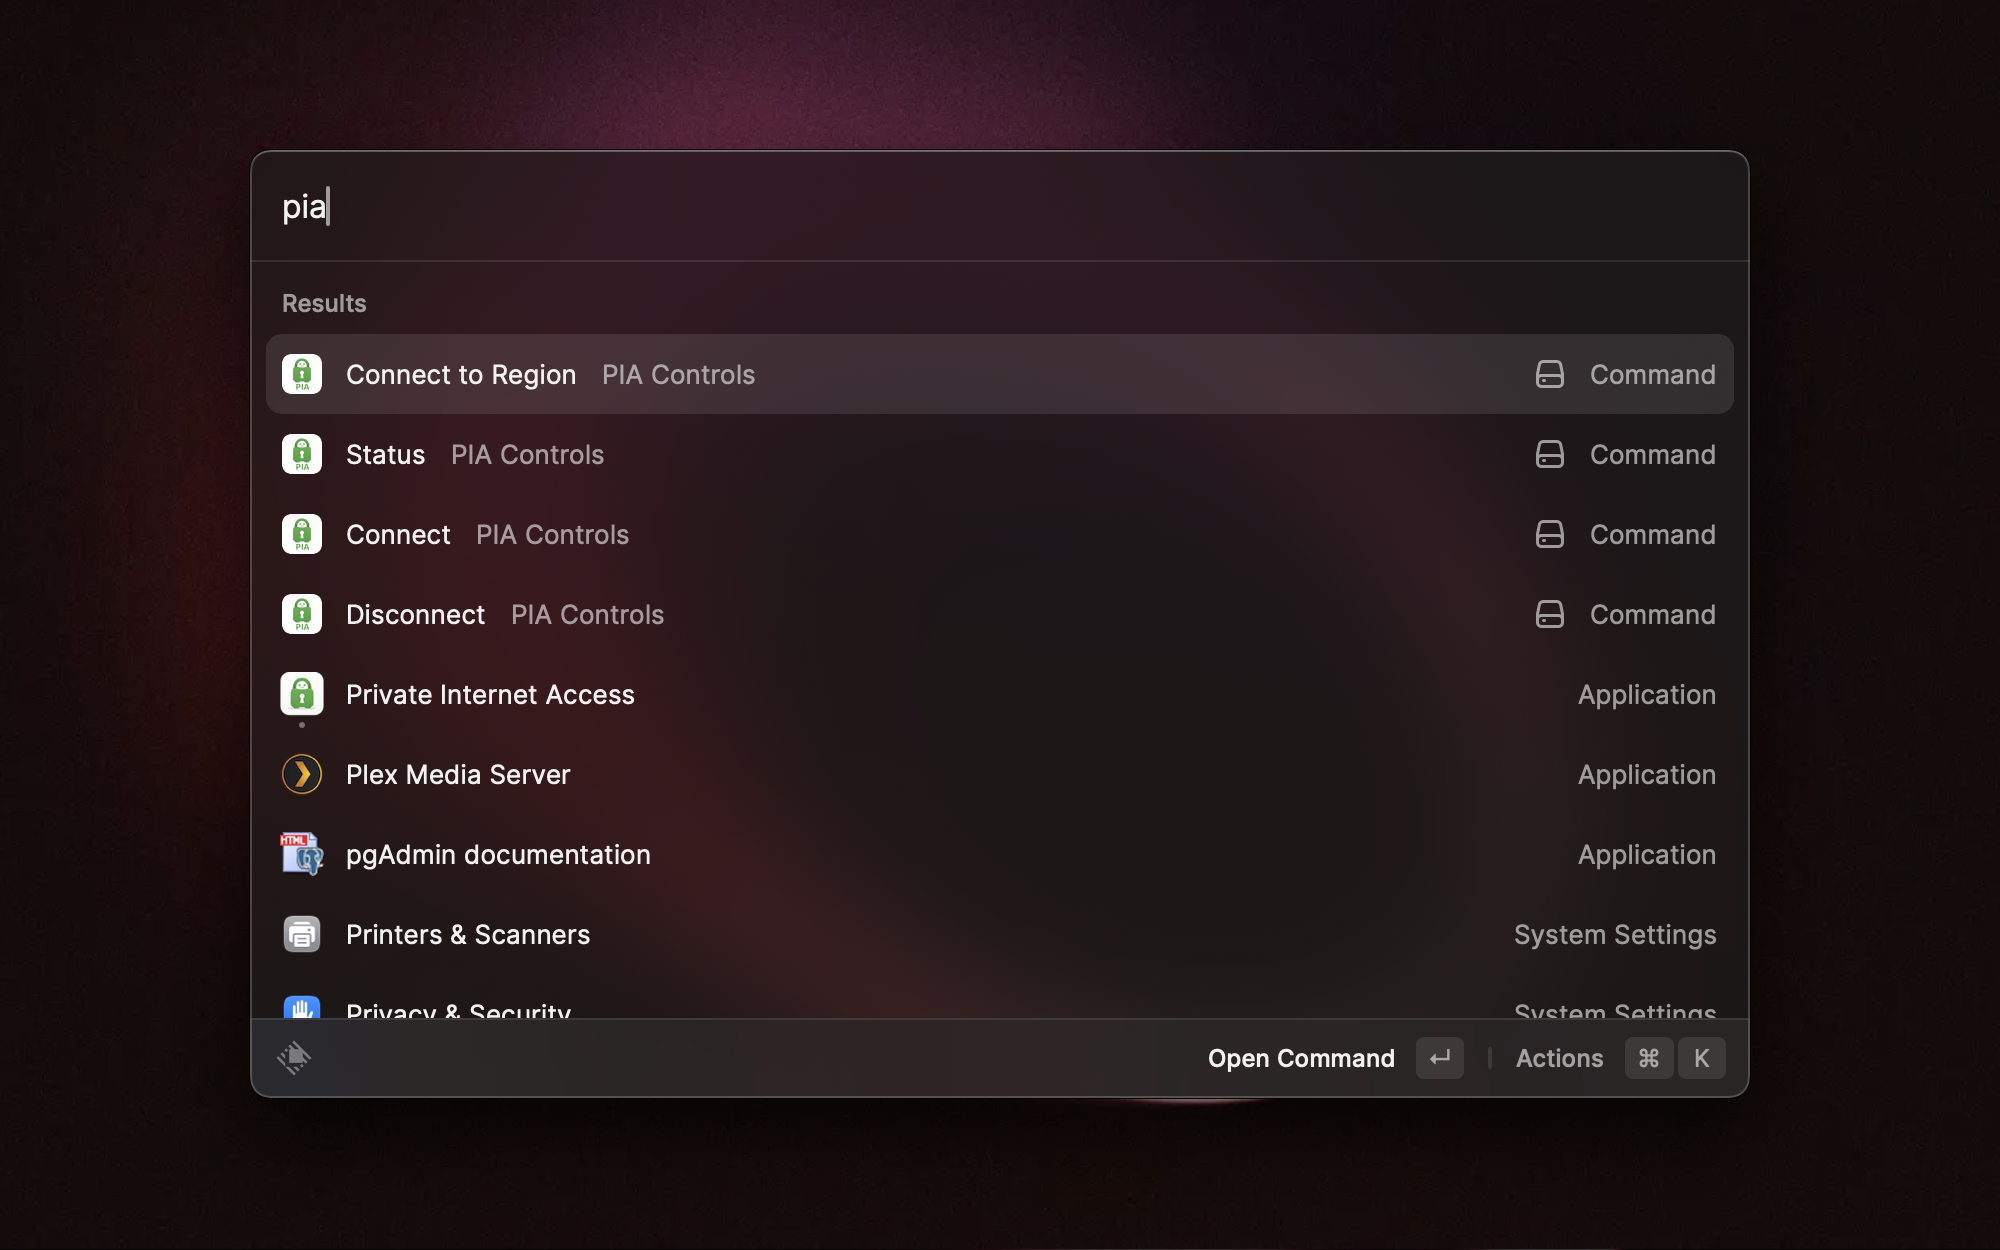 pia
Results
Connect to Region PIA Controls Command
Status PIA Controls Command
Connect PIA Controls Command
Disconnect PIA Controls Command
Private Internet Access Application
Plex Media Server Application
pgAdmin documentation Application
Printers & Scanners System Settings
Privacy & Security System Settings
Open Command ↵ Actions ⌘ K